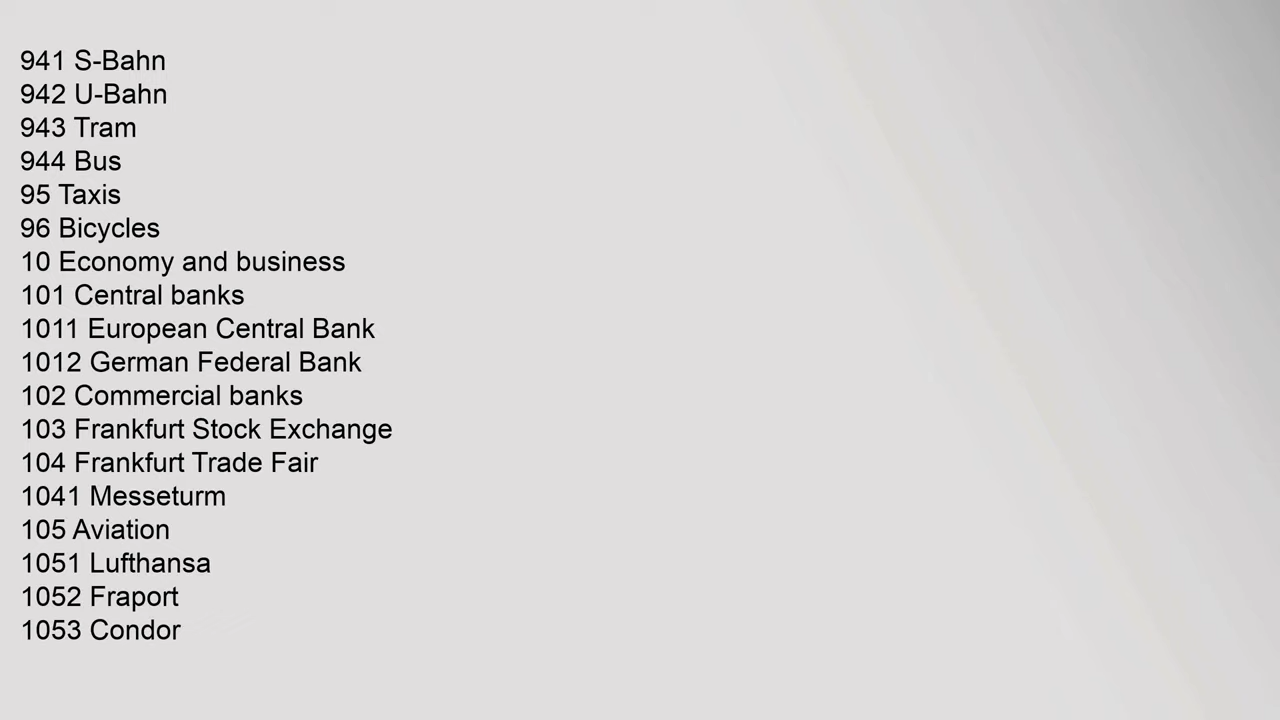 941 S-Bahn
942 U-Bahn
943 Tram
944 Bus
95 Taxis
96 Bicycles
10 Economy and business
101 Central banks
1011 European Central Bank
1012 German Federal Bank
102 Commercial banks
103 Frankfurt Stock Exchange
104 Frankfurt Trade Fair
1041 Messeturm
105 Aviation
1051 Lufthansa
1052 Fraport
1053 Condor